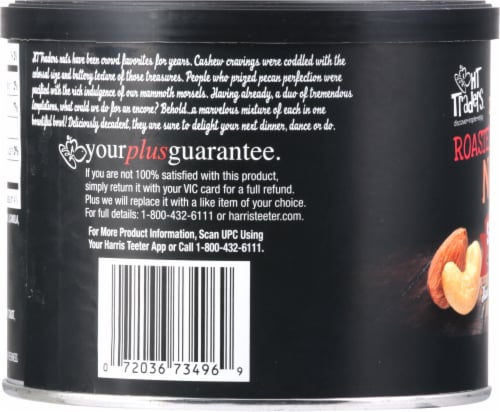 HT Traders nuts have been crowd favorites for years. Cashew cravings were coddled with the
colossal size and buttery texture of those treasures. People who prized pecan perfection were
with the rich indulgence of our mammoth morsels. Having already, a duo of tremendous
temptations, what could we do for an encore? Behold...a marvelous mixture of each in one
bountiful bowl! Deliciously decadent, they are sure to delight your next dinner, dance or do.
yourplusguarantee.
If you are not 100% satisfied with this product,
simply return it with your VIC card for a full refund.
Plus we will replace it with a like item of your choice.
For full details: 1-800-432-6111 or harristeeter.com.
For More Product Information, Scan UPC Using
Your Harris Teeter App or Call 1-800-432-6111.
0 72036 73496 9
HT
Traders
ROASTE
N